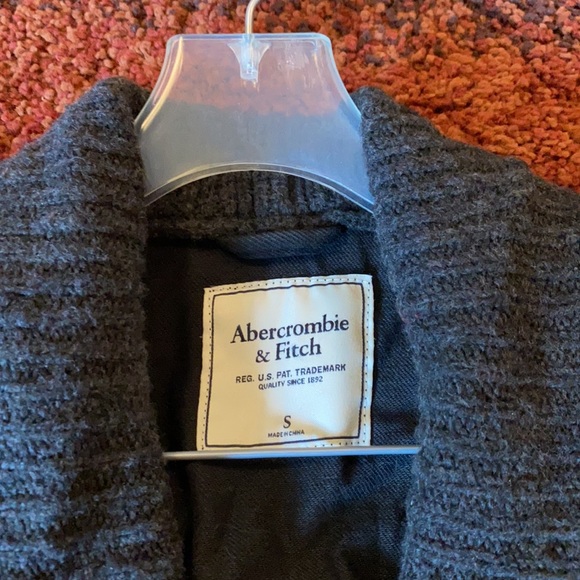 Abercrombie
& Fitch
REG. U.S. PAT. TRADEMARK
QUALITY SINCE 1892
S
MADE IN CHINA